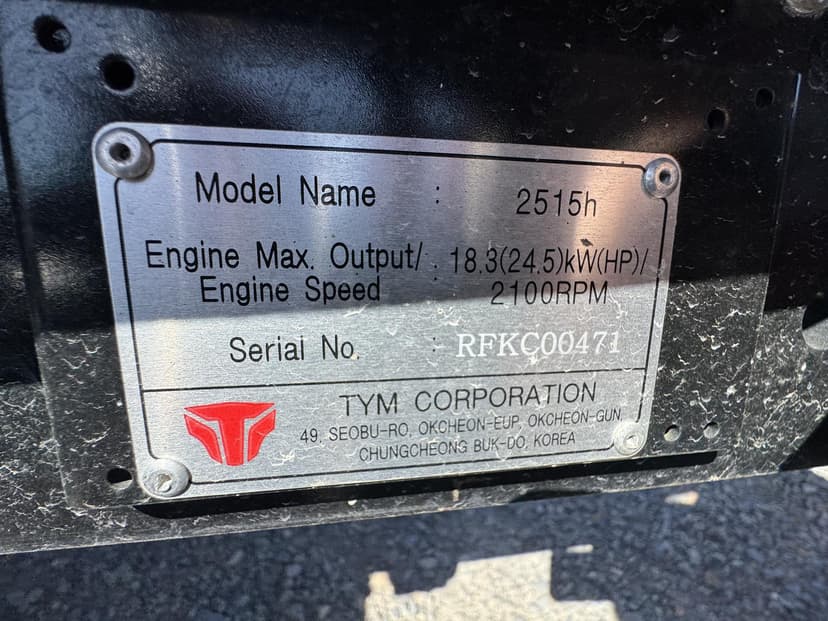 Model Name : 2515h
Engine Max. Output/ : 18.3(24.5)kW(HP)/
Engine Speed 2100RPM
Serial No. : RFKC00471
TYM CORPORATION
49, SEOBU-RO, OKCHEON-EUP, OKCHEON-GUN
CHUNGCHEONG BUK-DO, KOREA